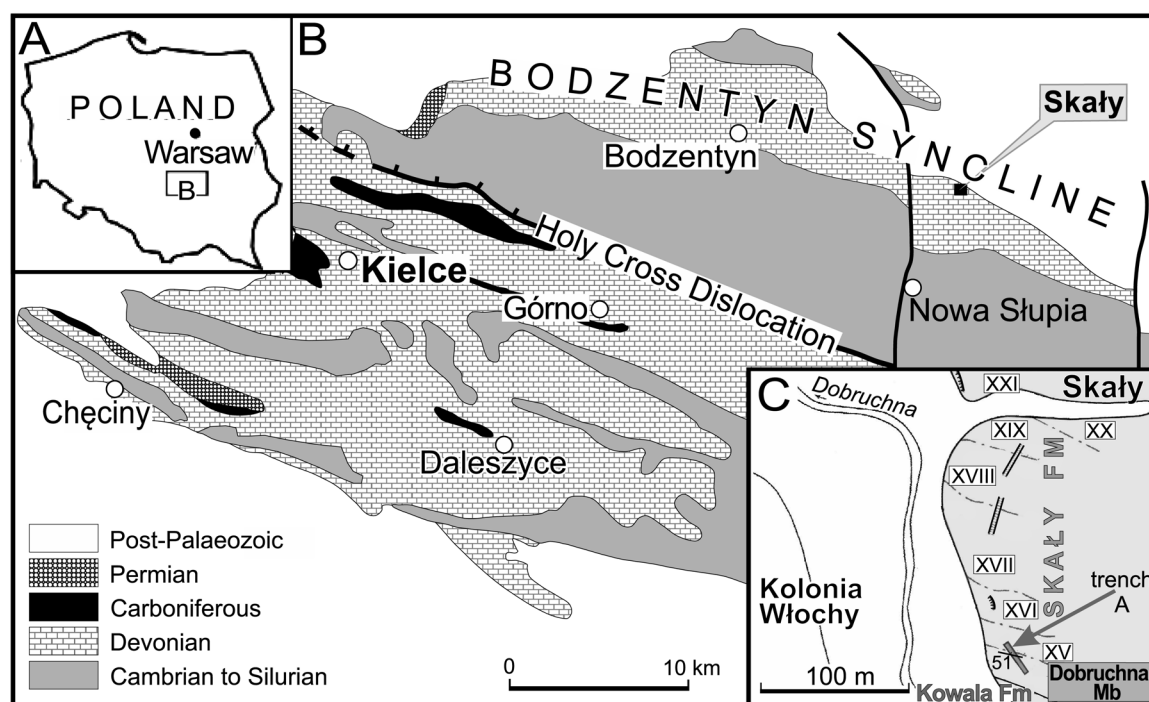 A
POLAND
Warsaw
B
B
BODZENTYN SYNCLINE
Skały
Bodzentyn
Holy Cross Dislocation
Kielce
Górno
Nowa Słupia
Chęciny
Daleszyce
Post-Palaeozoic
Permian
Carboniferous
Devonian
Cambrian to Silurian
0 10 km
C
Dobruchna
XXI
Skały
XIX
XX
XVIII
SKAŁY FM
XVII
trench
A
Kolonia
Włochy
XVI
XV
51
100 m
Dobruchna
Mb
Kowala Fm